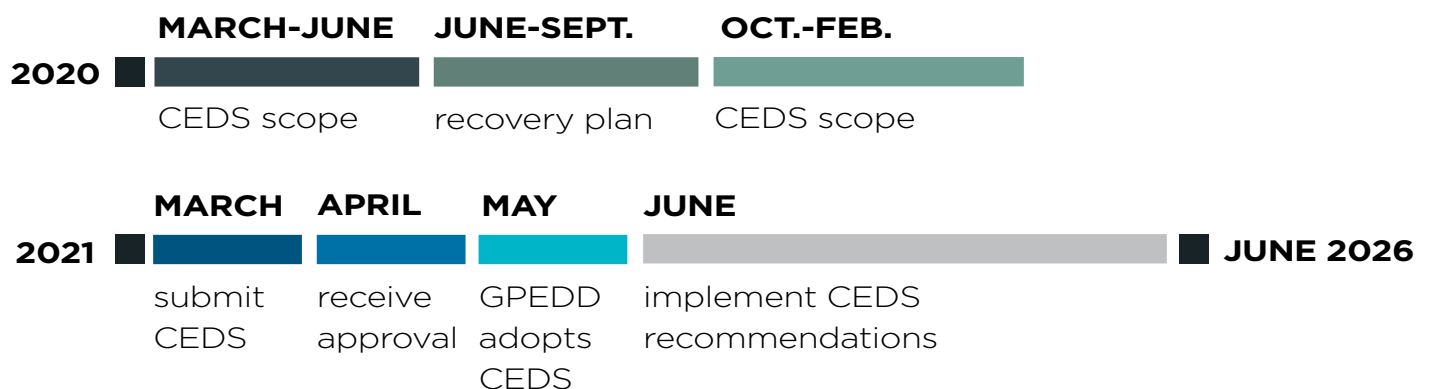 MARCH-JUNE JUNE-SEPT. OCT.-FEB.
2020
CEDS scope recovery plan CEDS scope
MARCH APRIL MAY JUNE
2021 JUNE 2026
submit receive GPEDD implement CEDS
CEDS approval adopts recommendations
CEDS